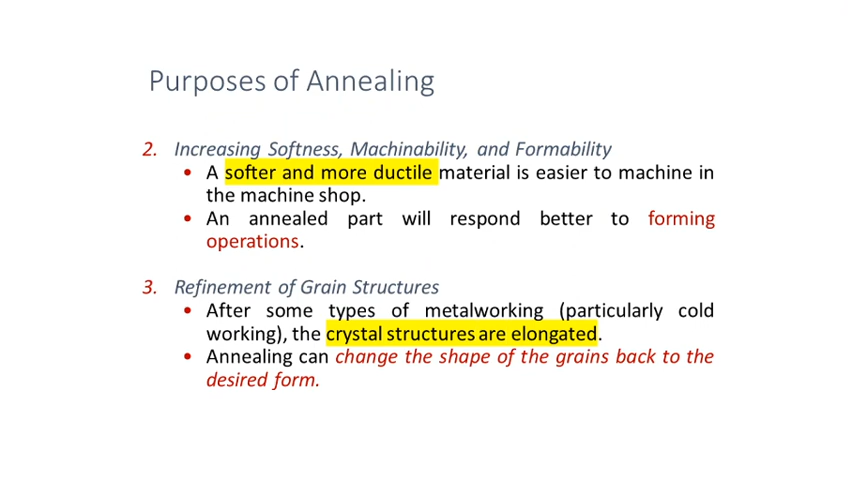 Purposes of Annealing
2. Increasing Softness, Machinability, and Formability
• A softer and more ductile material is easier to machine in
the machine shop.
• An annealed part will respond better to forming
operations.
3. Refinement of Grain Structures
• After some types of metalworking (particularly cold
working), the crystal structures are elongated.
• Annealing can change the shape of the grains back to the
desired form.